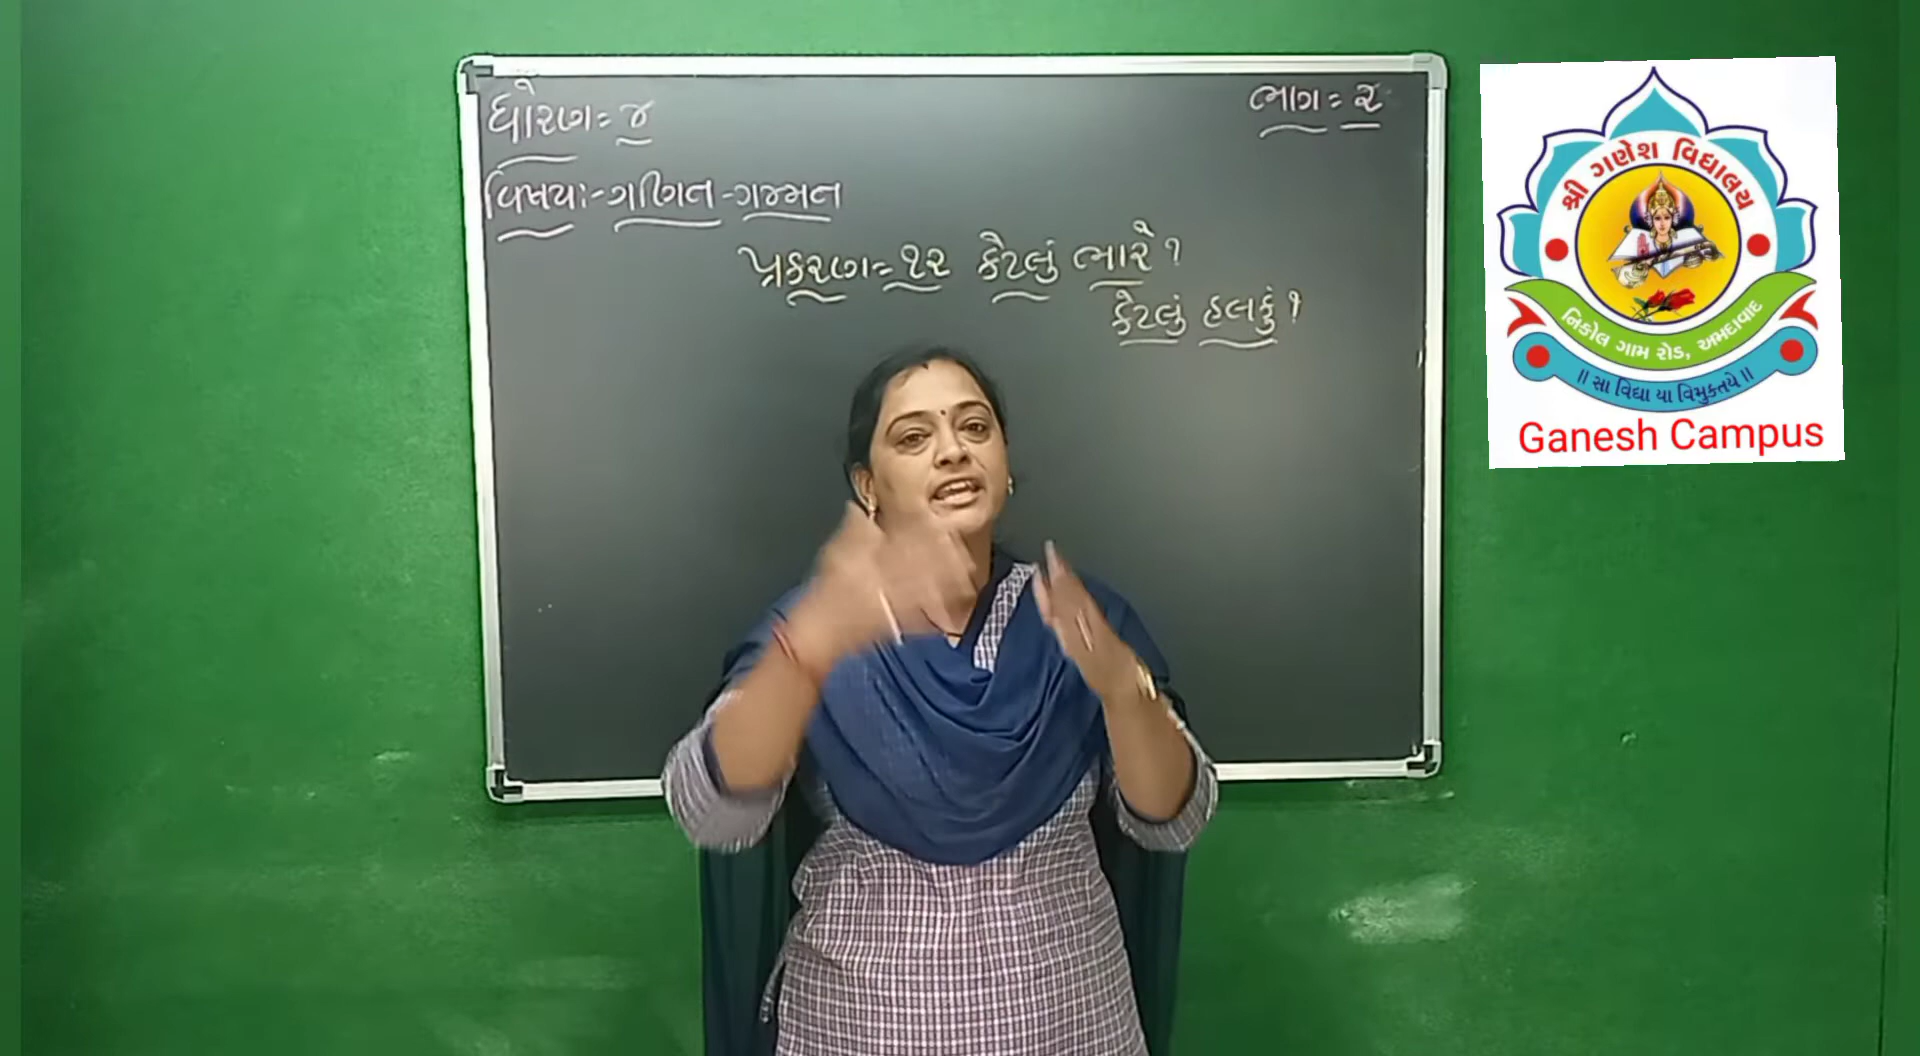 ધોરણ= ૪
ભાગ= ૨
વિષય:-ગણિત-ગમ્મત
પ્રકરણ= ૧૨ કેટલું ભારે?
કેટલું હલકું?
શ્રી ગણેશ વિદ્યાલય
નિકોલ ગામ રોડ, અમદાવાદ
॥ સા વિદ્યા યા વિમુક્તયે ॥
Ganesh Campus